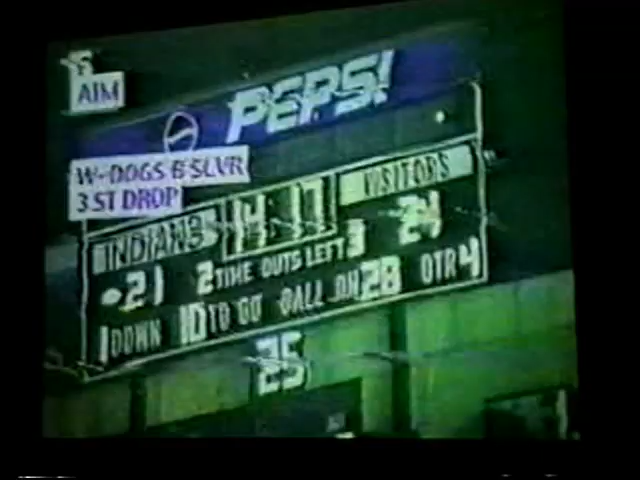 AIM
PEPSI
W-DOGS B SLVR
3 ST DROP
INDIANS 14 17 VISITORS
21 2 TIME OUTS LEFT 3 24
1 DOWN 10 TO GO BALL ON 28 QTR 4
25